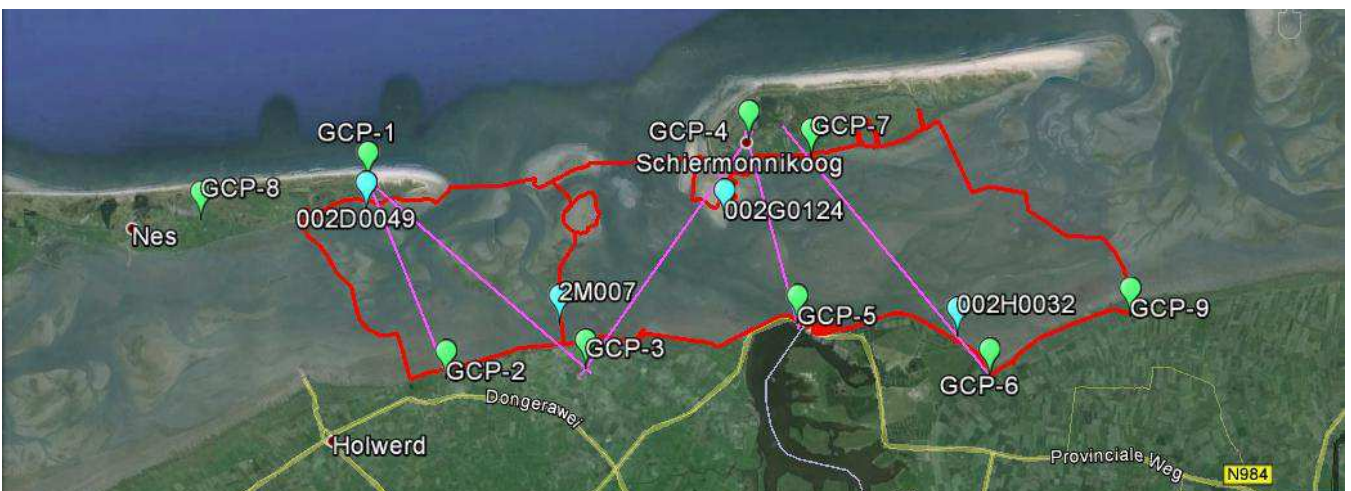 GCP-1
GCP-4
GCP-7
Schiermonnikoog
GCP-8
002D0049
002G0124
Nes
2M007
002H0032
GCP-9
GCP-5
GCP-3
GCP-2
GCP-6
Dongerawei
Holwerd
Provinciale Weg
N984